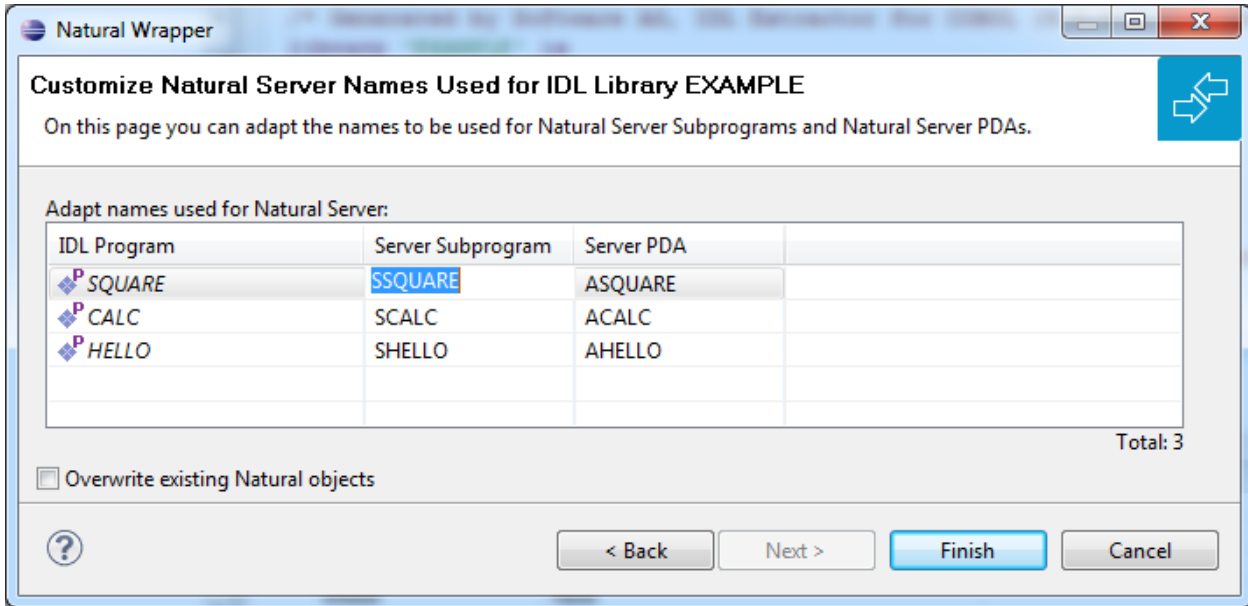 Natural Wrapper
Customize Natural Server Names Used for IDL Library EXAMPLE
On this page you can adapt the names to be used for Natural Server Subprograms and Natural Server PDAs.
Adapt names used for Natural Server:
IDL Program Server Subprogram Server PDA
P SQUARE SSQUARE ASQUARE
P CALC SCALC ACALC
P HELLO SHELLO AHELLO
Total: 3
Overwrite existing Natural objects
? < Back Next > Finish Cancel